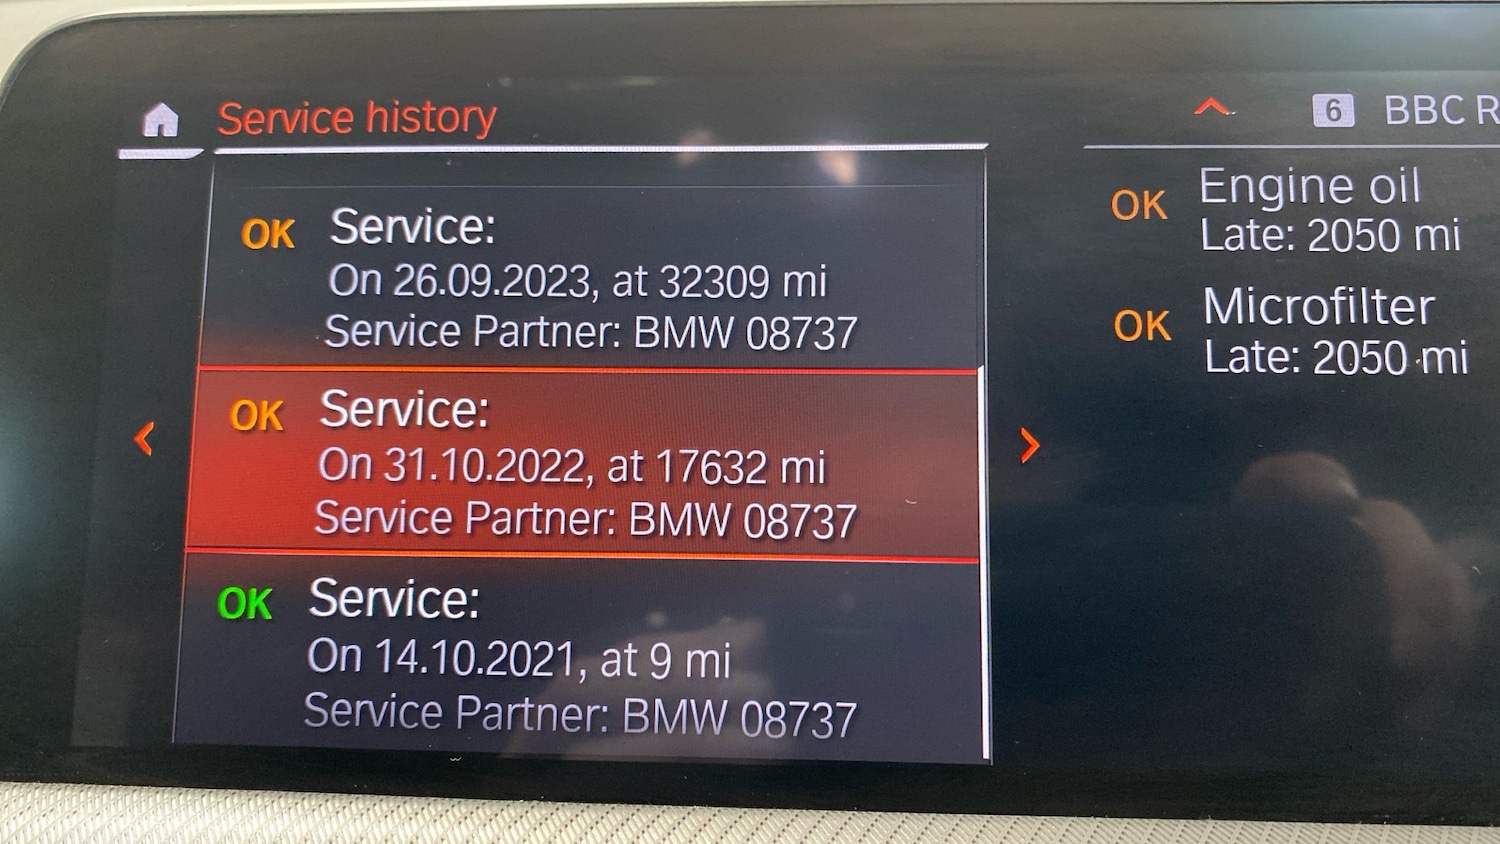 Service history
OK Service:
On 26.09.2023, at 32309 mi
Service Partner: BMW 08737
OK Service:
On 31.10.2022, at 17632 mi
Service Partner: BMW 08737
OK Service:
On 14.10.2021, at 9 mi
Service Partner: BMW 08737
6 BBC R
OK Engine oil
Late: 2050 mi
OK Microfilter
Late: 2050 mi